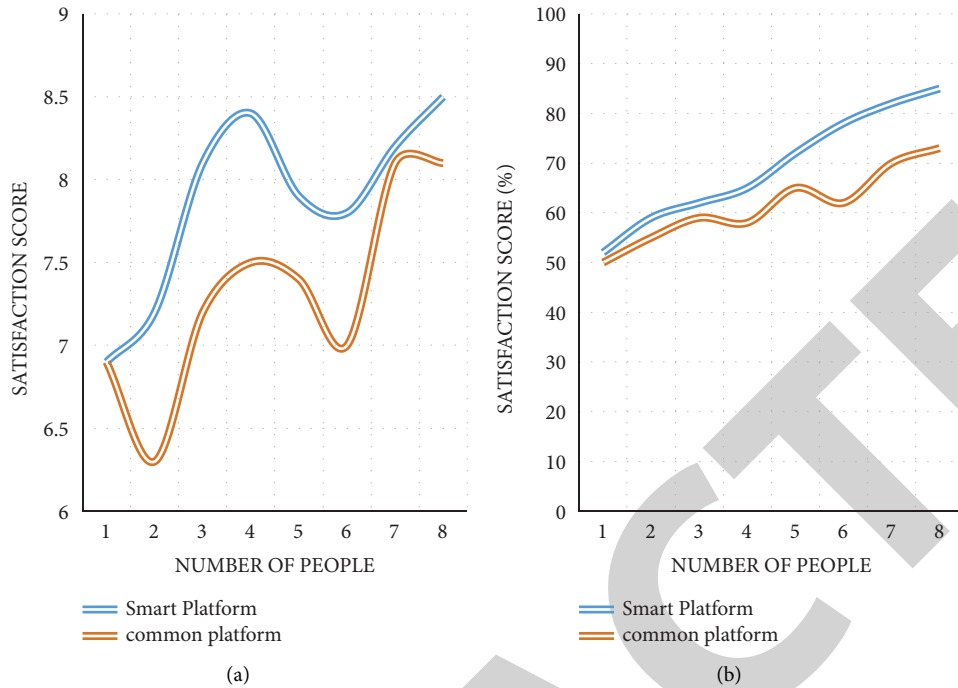 9
8.5
8
7.5
7
6.5
6
SATISFACTION SCORE
1 2 3 4 5 6 7 8
NUMBER OF PEOPLE
Smart Platform
common platform
(a)
100
90
80
70
60
50
40
30
20
10
0
SATISFACTION SCORE (%)
1 2 3 4 5 6 7 8
NUMBER OF PEOPLE
Smart Platform
common platform
(b)